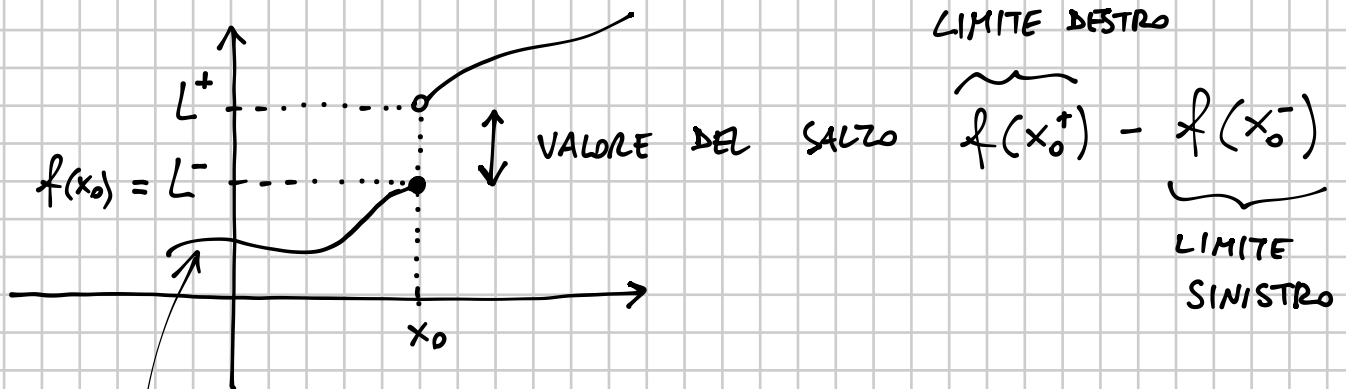 LIMITE DESTRO
L⁺
VALORE DEL SALTO f(x₀⁺) - f(x₀⁻)
f(x₀) = L⁻
LIMITE
SINISTRO
x₀